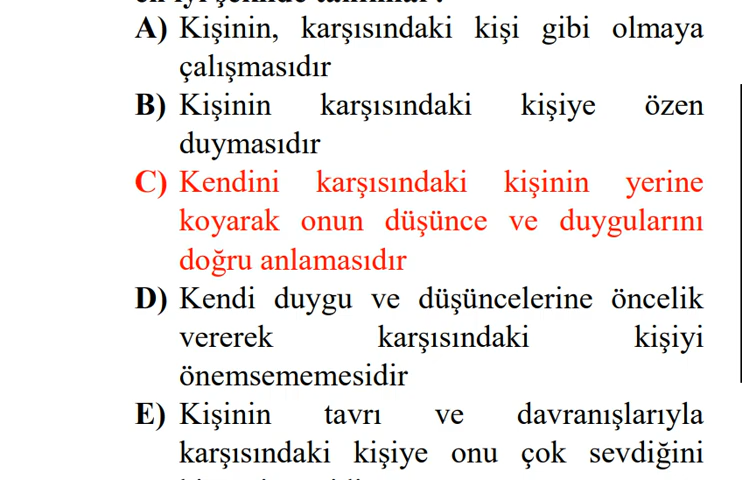 A) Kişinin, karşısındaki kişi gibi olmaya
çalışmasıdır
B) Kişinin karşısındaki kişiye özen
duymasıdır
C) Kendini karşısındaki kişinin yerine
koyarak onun düşünce ve duygularını
doğru anlamasıdır
D) Kendi duygu ve düşüncelerine öncelik
vererek karşısındaki kişiyi
önemsememesidir
E) Kişinin tavrı ve davranışlarıyla
karşısındaki kişiye onu çok sevdiğini